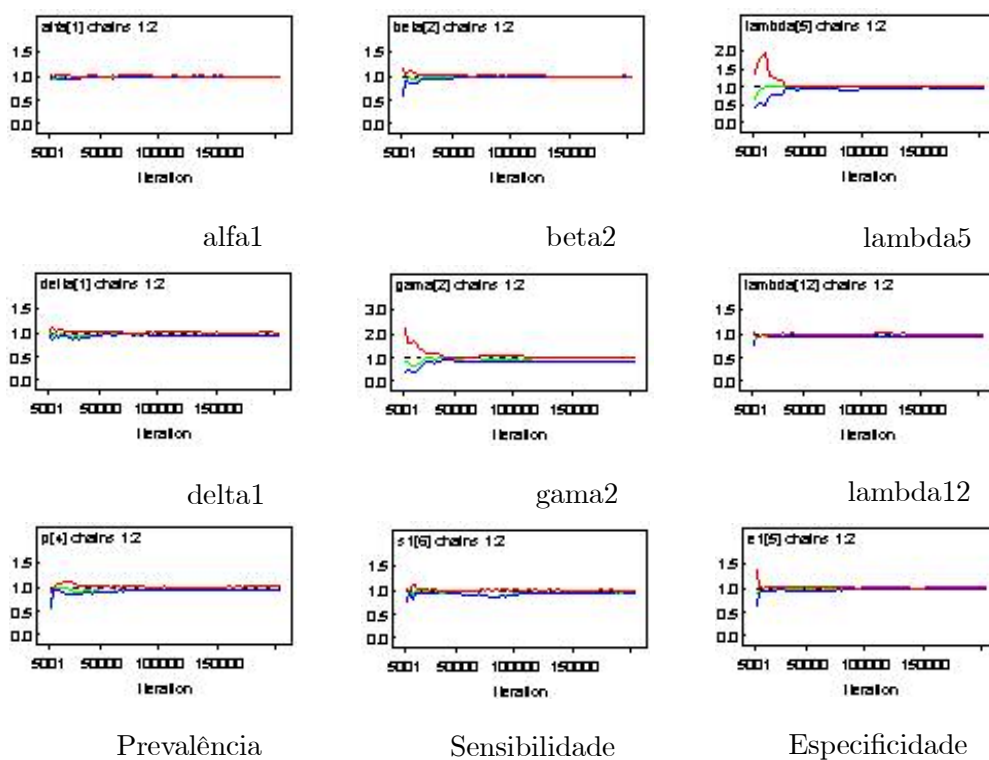 alfa[1] chains 1:2
1.5
1.0
0.5
0.0
5001 50000 100000 150000
Iteration
alfa1
beta[2] chains 1:2
1.5
1.0
0.5
0.0
5001 50000 100000 150000
Iteration
beta2
lambda[5] chains 1:2
2.0
1.5
1.0
0.5
0.0
5001 50000 100000 150000
Iteration
lambda5
delta[1] chains 1:2
1.5
1.0
0.5
0.0
5001 50000 100000 150000
Iteration
delta1
gama[2] chains 1:2
3.0
2.0
1.0
0.0
5001 50000 100000 150000
Iteration
gama2
lambda[12] chains 1:2
1.5
1.0
0.5
0.0
5001 50000 100000 150000
Iteration
lambda12
p[4] chains 1:2
1.5
1.0
0.5
0.0
5001 50000 100000 150000
Iteration
Prevalência
s1[6] chains 1:2
1.5
1.0
0.5
0.0
5001 50000 100000 150000
Iteration
Sensibilidade
e1[5] chains 1:2
1.5
1.0
0.5
0.0
5001 50000 100000 150000
Iteration
Especificidade